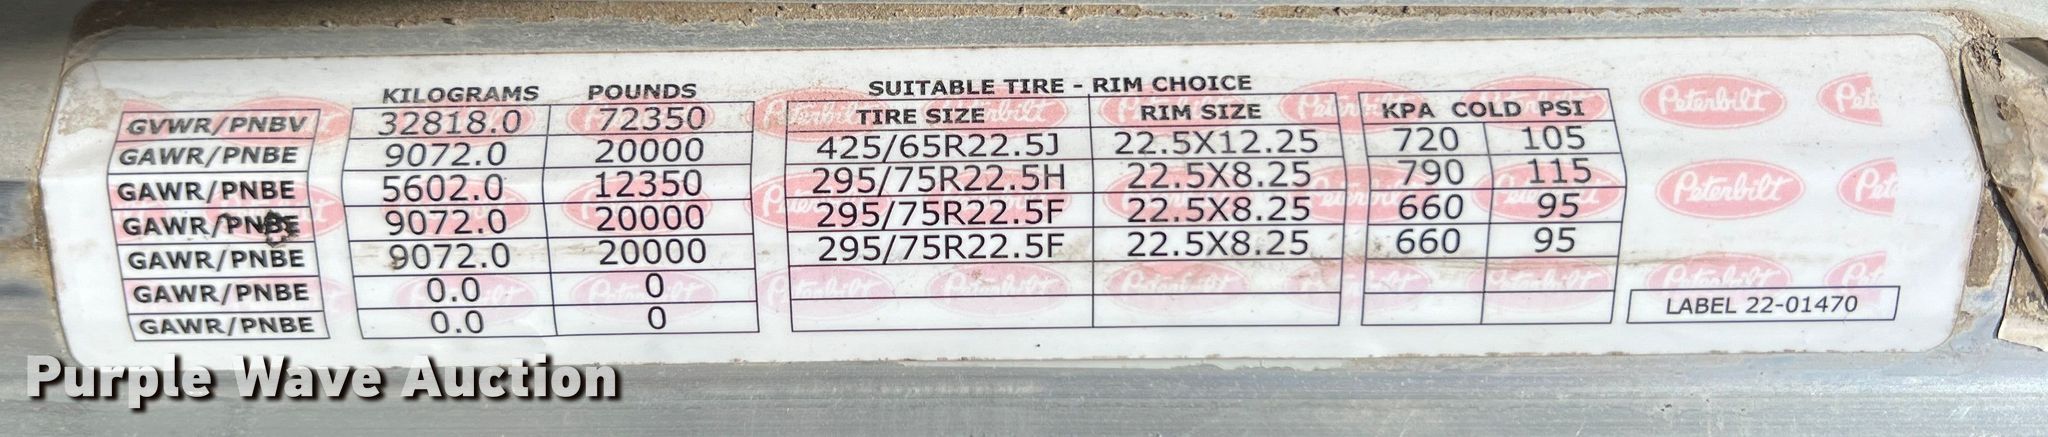 KILOGRAMS POUNDS SUITABLE TIRE - RIM CHOICE
GVWR/PNBV 32818.0 72350 TIRE SIZE RIM SIZE KPA COLD PSI
GAWR/PNBE 9072.0 20000 425/65R22.5J 22.5X12.25 720 105
GAWR/PNBE 5602.0 12350 295/75R22.5H 22.5X8.25 790 115
GAWR/PNBE 9072.0 20000 295/75R22.5F 22.5X8.25 660 95
GAWR/PNBE 9072.0 20000 295/75R22.5F 22.5X8.25 660 95
GAWR/PNBE 0.0 0
GAWR/PNBE 0.0 0
LABEL 22-01470
Peterbilt
Peterbilt
Purple Wave Auction